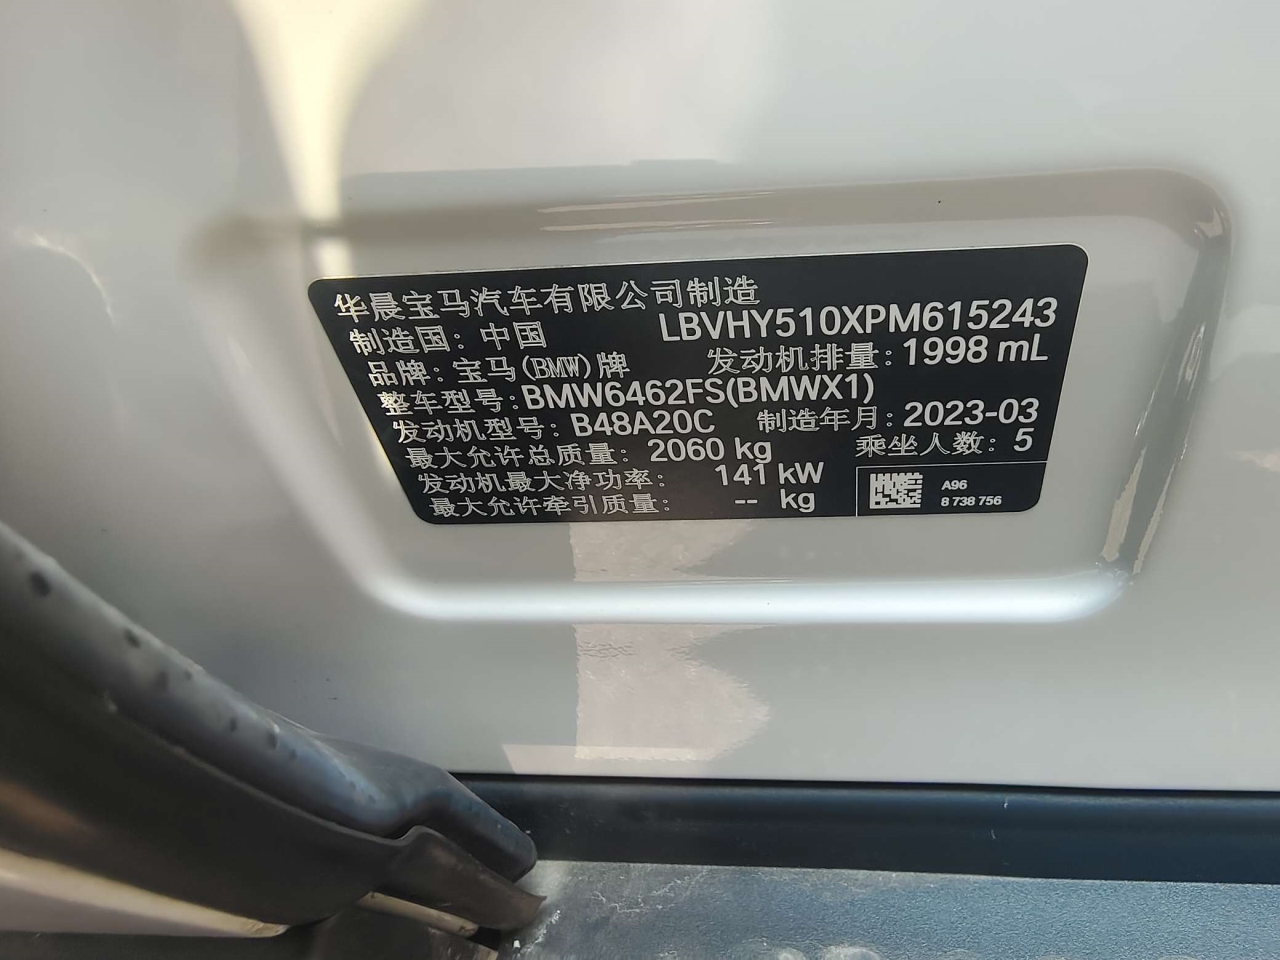 华晨宝马汽车有限公司制造
制造国：中国 LBVHY510XPM615243
品牌：宝马(BMW)牌 发动机排量：1998 mL
整车型号：BMW6462FS(BMWX1)
发动机型号：B48A20C 制造年月：2023-03
最大允许总质量：2060 kg 乘坐人数：5
发动机最大净功率：141 kW
最大允许牵引质量：-- kg
A96
8 738 756